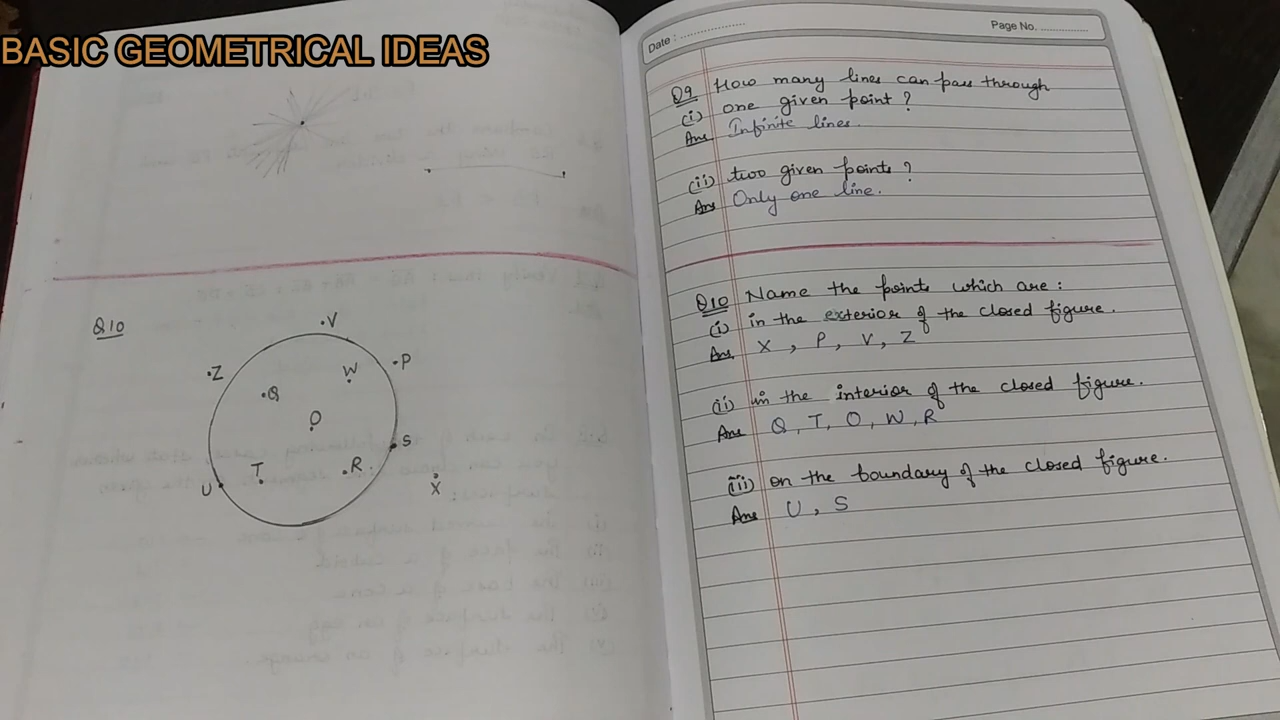 BASIC GEOMETRICAL IDEAS
Q10
V
P
Z
W
Q
O
S
T
R
U
X
Date : ....................
Page No. ................
Q9 How many lines can pass through
(i) one given point ?
Ans Infinite lines.
(ii) two given points ?
Ans Only one line.
Q10 Name the points which are :
(i) in the exterior of the closed figure.
Ans X , P , V , Z
(ii) in the interior of the closed figure.
Ans Q , T , O , W , R
(iii) on the boundary of the closed figure.
Ans U , S